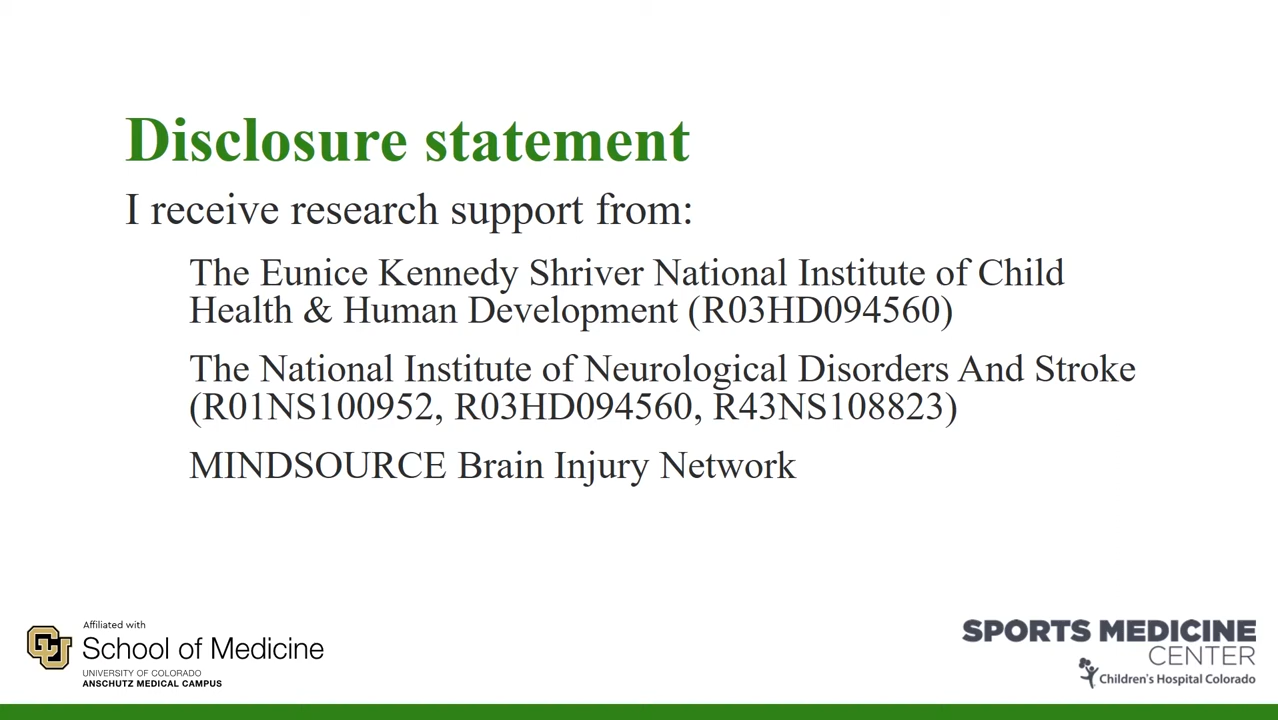 Disclosure statement
I receive research support from:
The Eunice Kennedy Shriver National Institute of Child
Health & Human Development (R03HD094560)
The National Institute of Neurological Disorders And Stroke
(R01NS100952, R03HD094560, R43NS108823)
MINDSOURCE Brain Injury Network
Affiliated with
CU
School of Medicine
UNIVERSITY OF COLORADO
ANSCHUTZ MEDICAL CAMPUS
SPORTS MEDICINE
CENTER
Children's Hospital Colorado